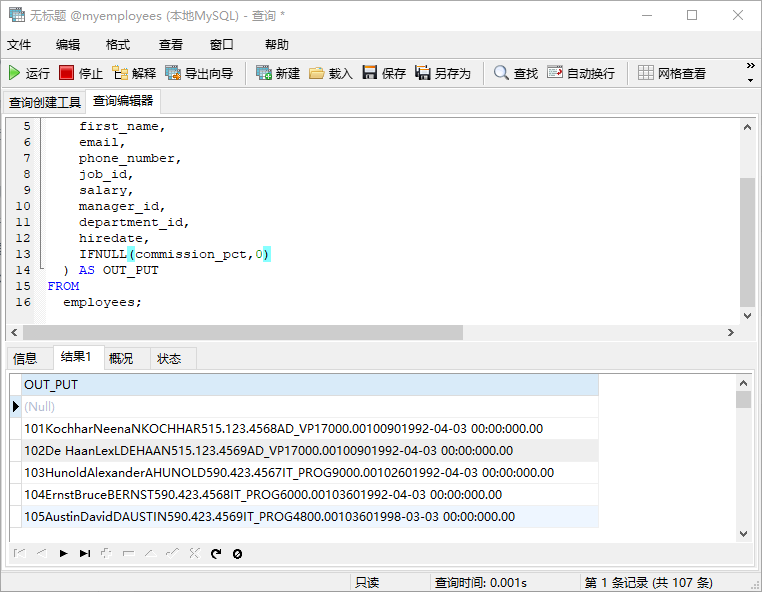 无标题 @myemployees (本地MySQL) - 查询 *
文件 编辑 格式 查看 窗口 帮助
运行 停止 解释 导出向导 新建 载入 保存 另存为 查找 自动换行 网格查看 »
查询创建工具 查询编辑器
5 first_name,
6 email,
7 phone_number,
8 job_id,
9 salary,
10 manager_id,
11 department_id,
12 hiredate,
13 IFNULL(commission_pct,0)
14 ) AS OUT_PUT
15 FROM
16 employees;
信息 结果1 概况 状态
OUT_PUT
(Null)
101KochharNeenaNKOCHHAR515.123.4568AD_VP17000.00100901992-04-03 00:00:000.00
102De HaanLexLDEHAAN515.123.4569AD_VP17000.00100901992-04-03 00:00:000.00
103HunoldAlexanderAHUNOLD590.423.4567IT_PROG9000.00102601992-04-03 00:00:000.00
104ErnstBruceBERNST590.423.4568IT_PROG6000.00103601992-04-03 00:00:000.00
105AustinDavidDAUSTIN590.423.4569IT_PROG4800.00103601998-03-03 00:00:000.00
只读 查询时间: 0.001s 第 1 条记录 (共 107 条)